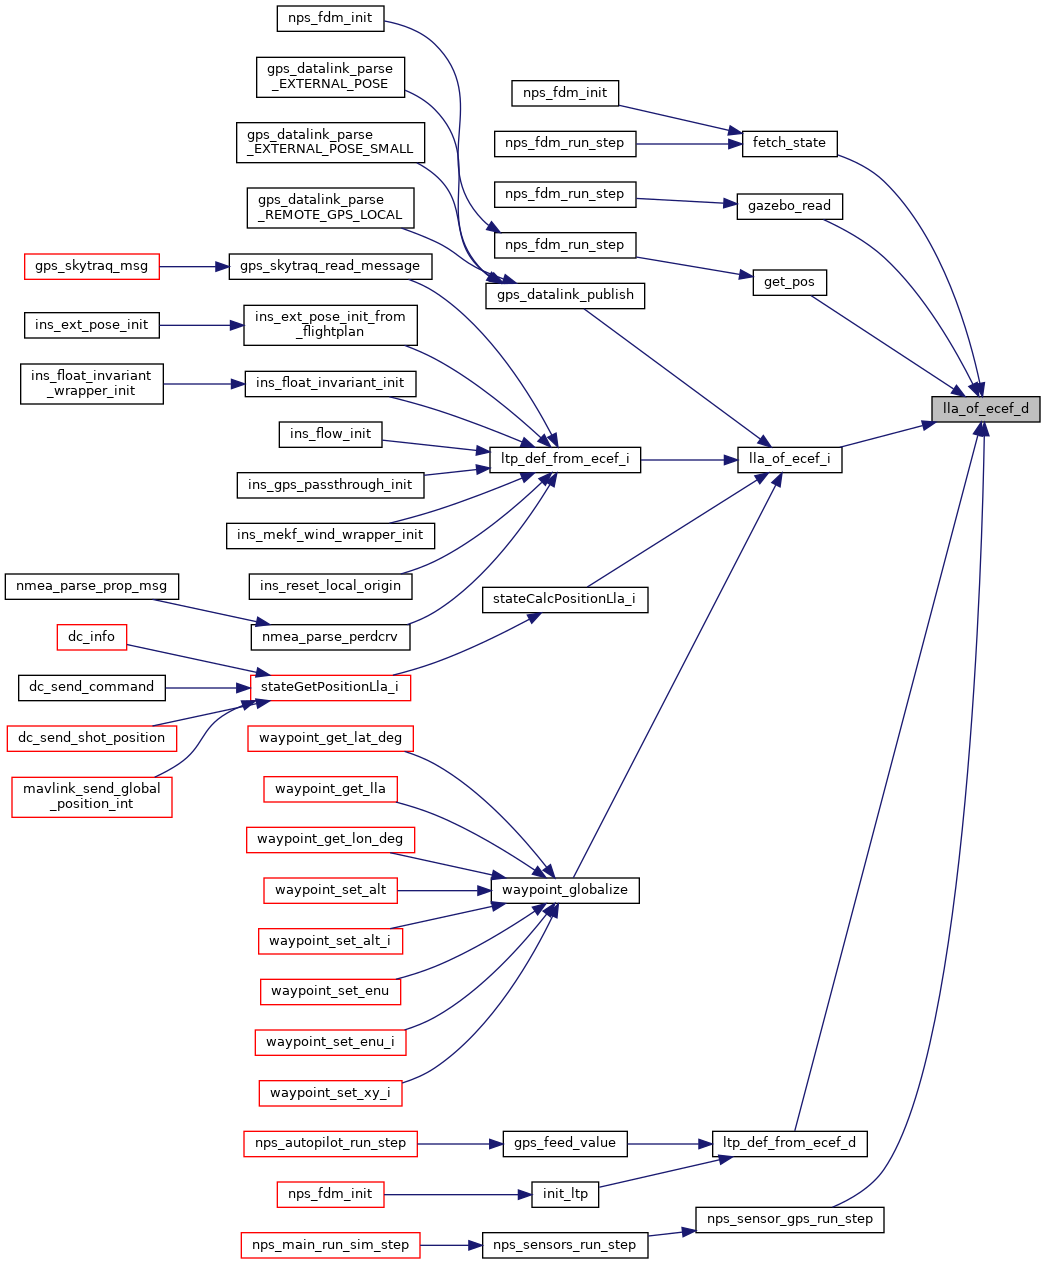 nps_fdm_init
gps_datalink_parse
_EXTERNAL_POSE
nps_fdm_init
gps_datalink_parse
_EXTERNAL_POSE_SMALL
nps_fdm_run_step
fetch_state
gps_datalink_parse
_REMOTE_GPS_LOCAL
nps_fdm_run_step
gazebo_read
nps_fdm_run_step
gps_skytraq_msg
gps_skytraq_read_message
get_pos
gps_datalink_publish
ins_ext_pose_init
ins_ext_pose_init_from
_flightplan
ins_float_invariant
_wrapper_init
ins_float_invariant_init
lla_of_ecef_d
ins_flow_init
ltp_def_from_ecef_i
lla_of_ecef_i
ins_gps_passthrough_init
ins_mekf_wind_wrapper_init
nmea_parse_prop_msg
ins_reset_local_origin
stateCalcPositionLla_i
dc_info
nmea_parse_perdcrv
dc_send_command
stateGetPositionLla_i
dc_send_shot_position
waypoint_get_lat_deg
mavlink_send_global
_position_int
waypoint_get_lla
waypoint_get_lon_deg
waypoint_set_alt
waypoint_globalize
waypoint_set_alt_i
waypoint_set_enu
waypoint_set_enu_i
waypoint_set_xy_i
nps_autopilot_run_step
gps_feed_value
ltp_def_from_ecef_d
nps_fdm_init
init_ltp
nps_sensor_gps_run_step
nps_main_run_sim_step
nps_sensors_run_step